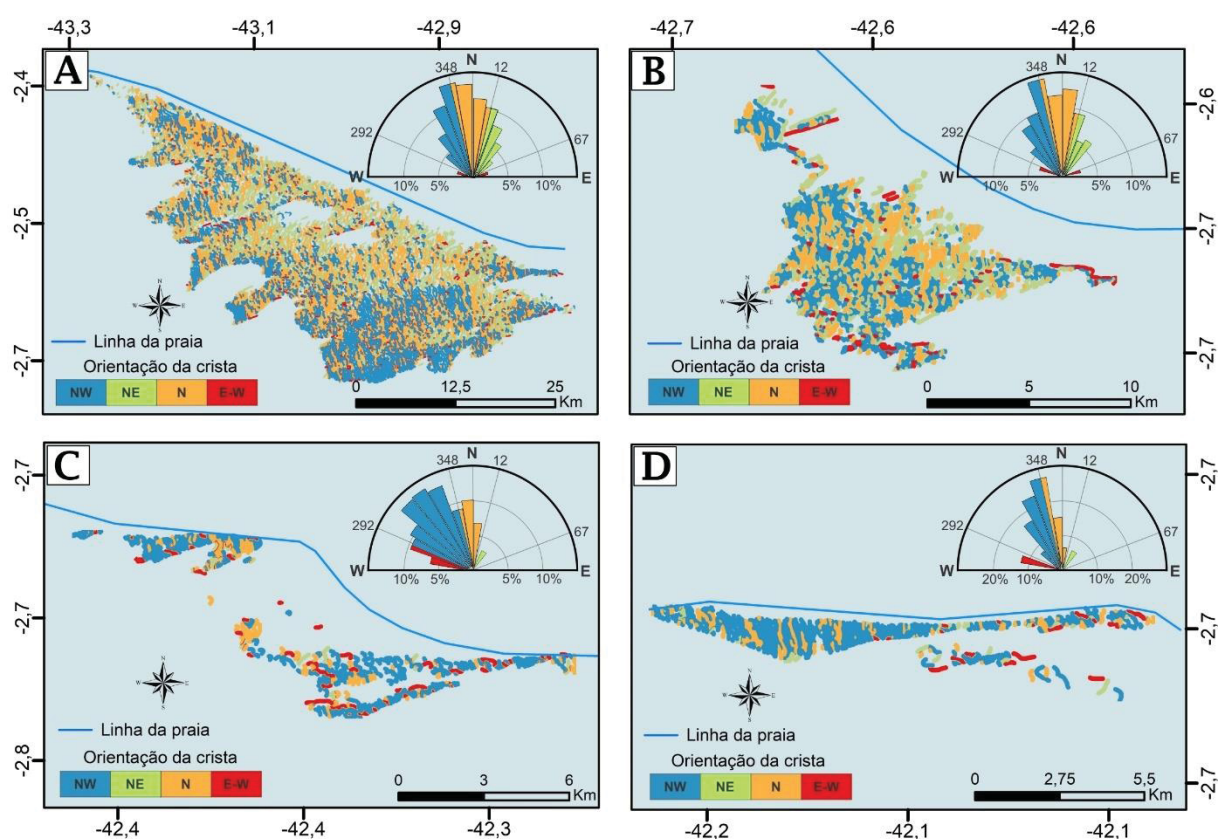 -43,3 -43,1 -42,9
A
-2,4
-2,5
-2,7
-2,7
N
348 12
292 67
W E
10% 5% 5% 10%
W N E S
Linha da praia
Orientação da crista
NW NE N E-W
0 12,5 25
Km
-42,7 -42,6 -42,6
B
-2,6
-2,7
-2,7
N
348 12
292 67
W E
10% 5% 5% 10%
W N E S
Linha da praia
Orientação da crista
NW NE N E-W
0 5 10
Km
C
-2,7
-2,7
-2,8
N
348 12
292 67
W E
10% 5% 5% 10%
W N E S
Linha da praia
Orientação da crista
NW NE N E-W
0 3 6
Km
-42,4 -42,4 -42,3
D
-2,7
-2,7
-2,7
N
348 12
292 67
W E
20% 10% 10% 20%
W N E S
Linha da praia
Orientação da crista
NW NE N E-W
0 2,75 5,5
Km
-42,2 -42,1 -42,1